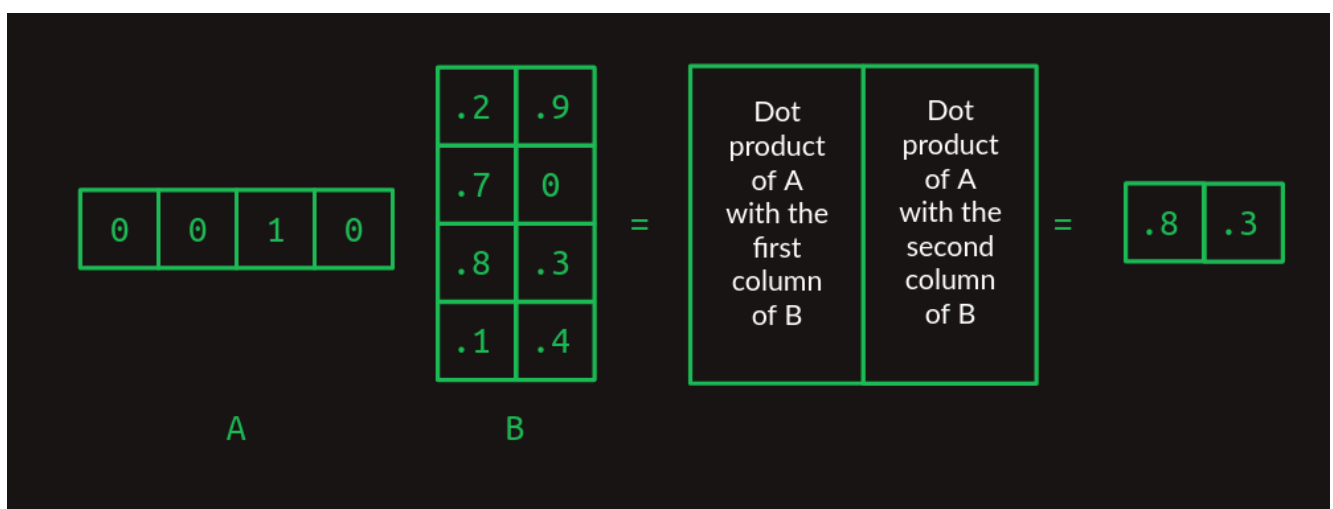 0 0 1 0
A
.2 .9
.7 0
.8 .3
.1 .4
B
=
Dot
product
of A
with the
first
column
of B
Dot
product
of A
with the
second
column
of B
=
.8 .3